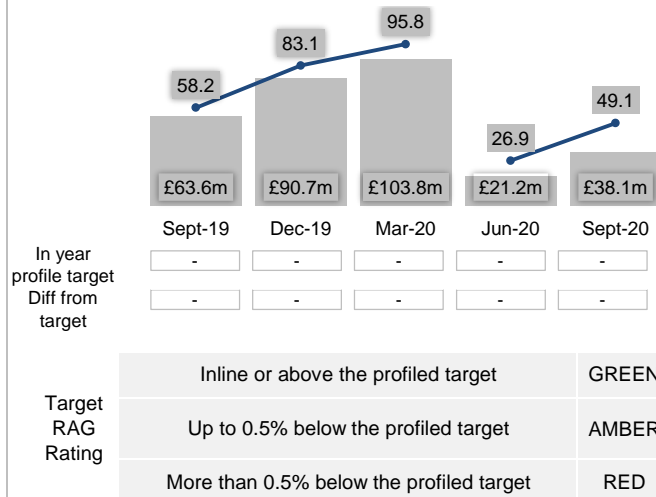 95.8
83.1
58.2
49.1
26.9
£63.6m £90.7m £103.8m £21.2m £38.1m
Sept-19 Dec-19 Mar-20 Jun-20 Sept-20
In year
profile target
- - - - -
Diff from
target
- - - - -
Target
RAG
Rating
Inline or above the profiled target GREEN
Up to 0.5% below the profiled target AMBER
More than 0.5% below the profiled target RED